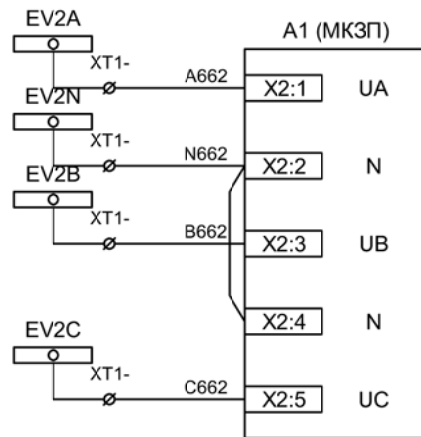 EV2A
A1 (МКЗП)
XT1-
A662
X2:1
UA
EV2N
XT1-
N662
X2:2
N
EV2B
XT1-
B662
X2:3
UB
X2:4
N
EV2C
XT1-
C662
X2:5
UC